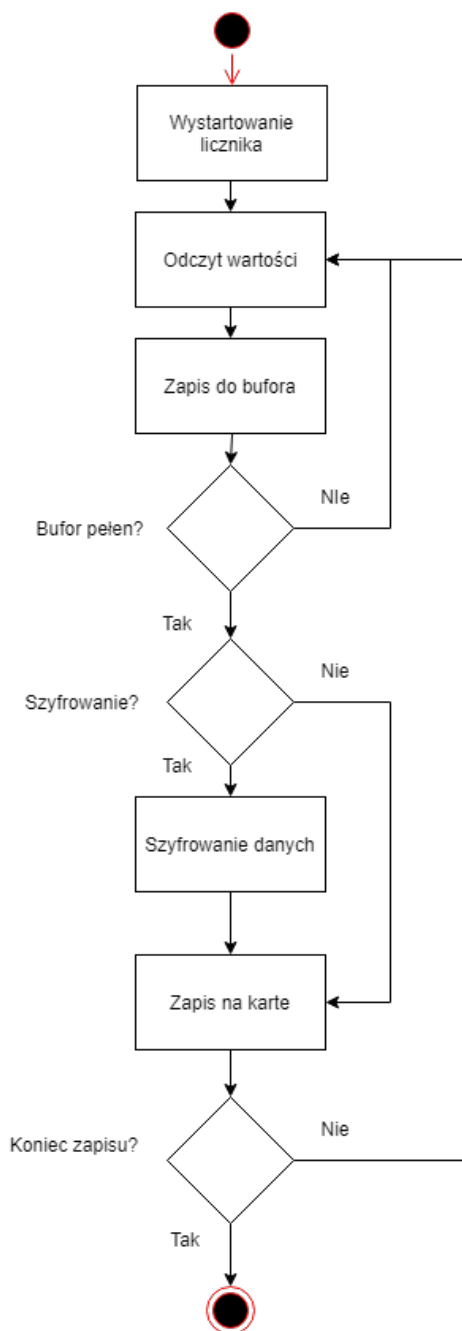 Wystartowanie
licznika
Odczyt wartości
Zapis do bufora
NIe
Bufor pełen?
Tak
Nie
Szyfrowanie?
Tak
Szyfrowanie danych
Zapis na karte
Nie
Koniec zapisu?
Tak